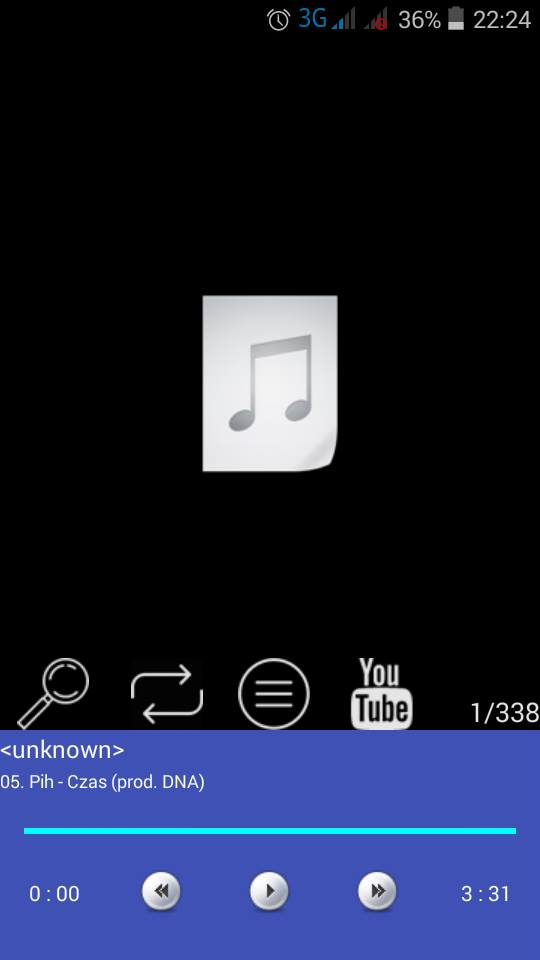 3G 36% 22:24
You
Tube
1/338
<unknown>
05. Pih - Czas (prod. DNA)
0 : 00 3 : 31